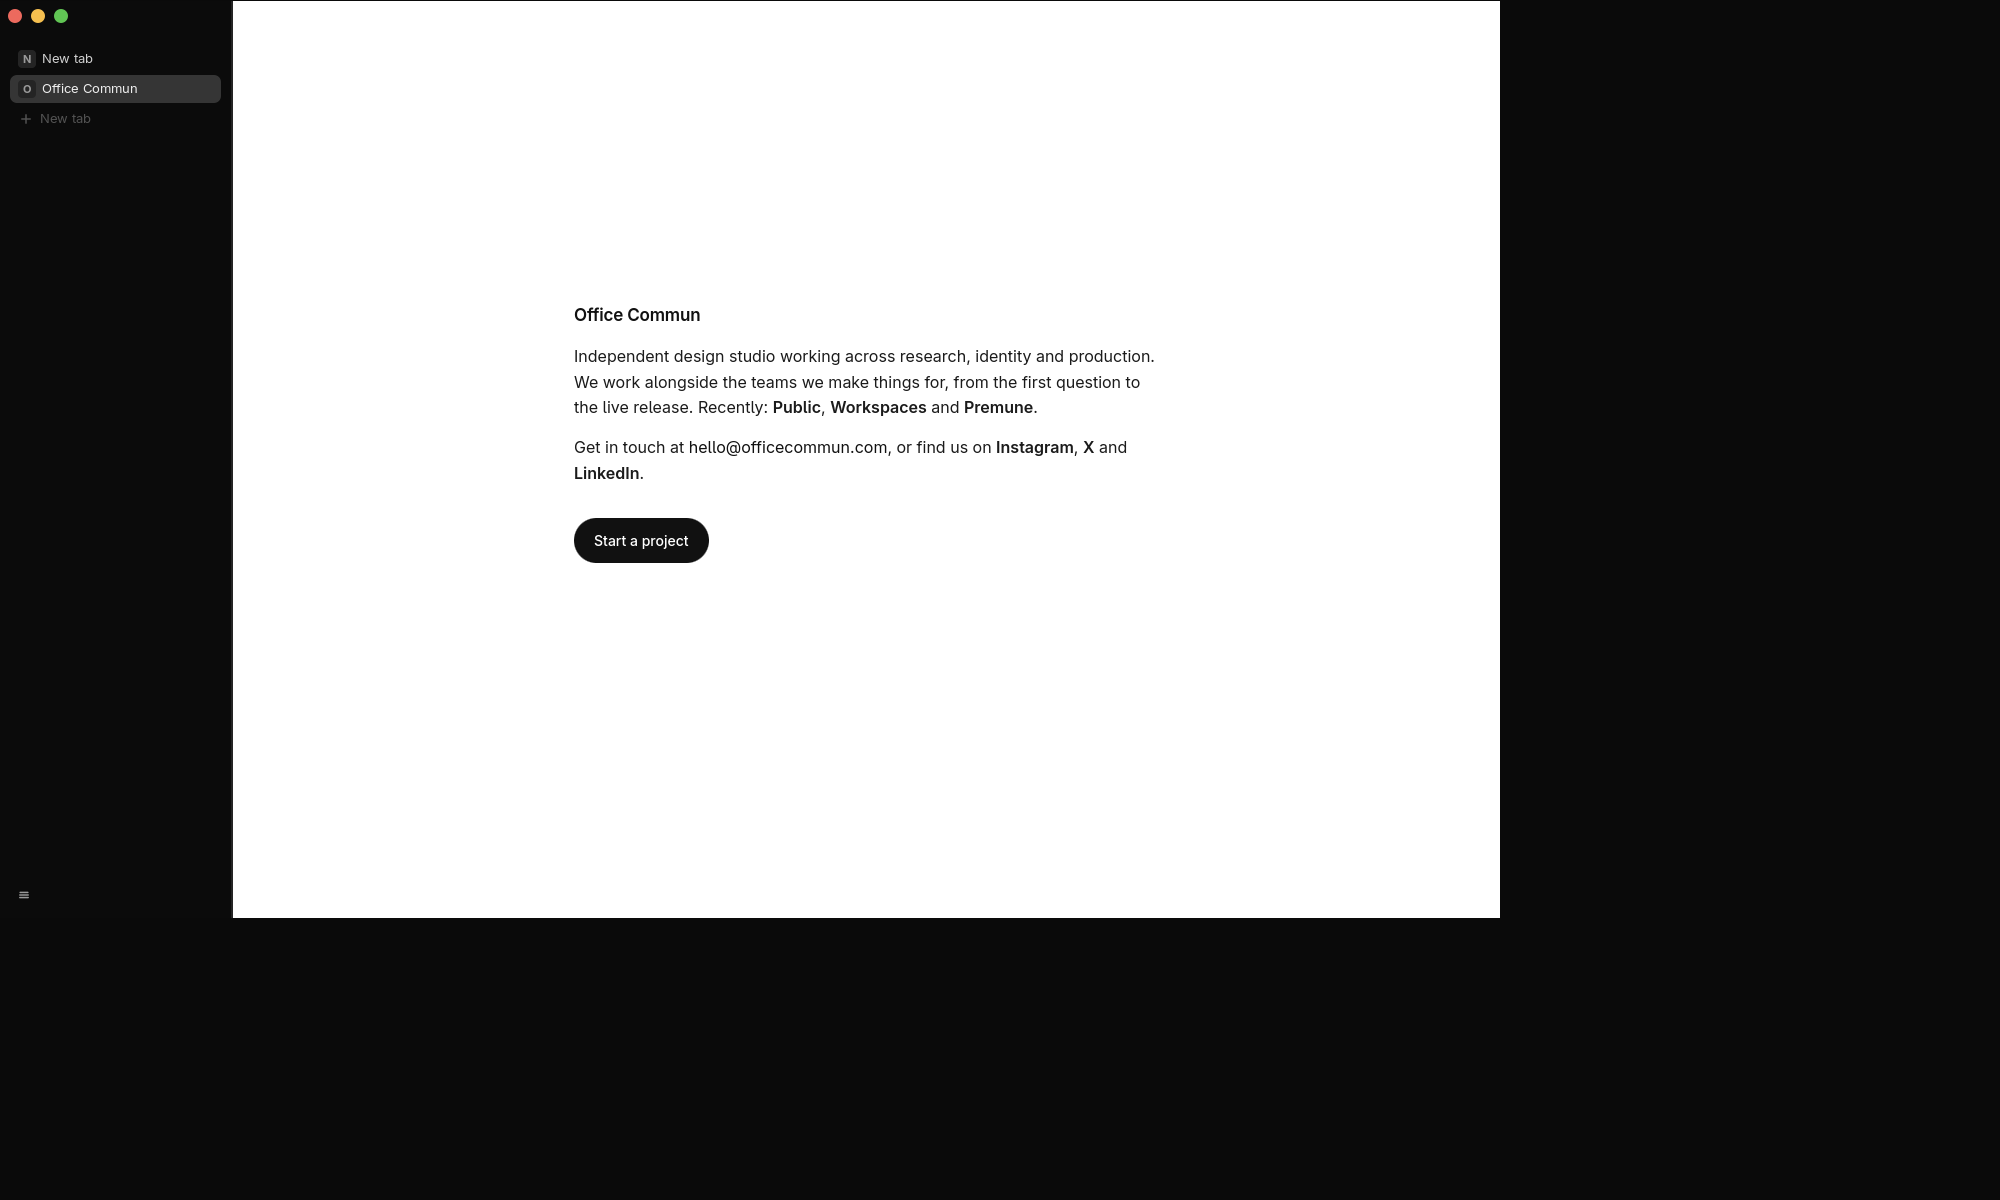 N New tab
O Office Commun
+ New tab
Office Commun
Independent design studio working across research, identity and production.
We work alongside the teams we make things for, from the first question to
the live release. Recently: Public, Workspaces and Premune.
Get in touch at hello@officecommun.com, or find us on Instagram, X and
LinkedIn.
Start a project